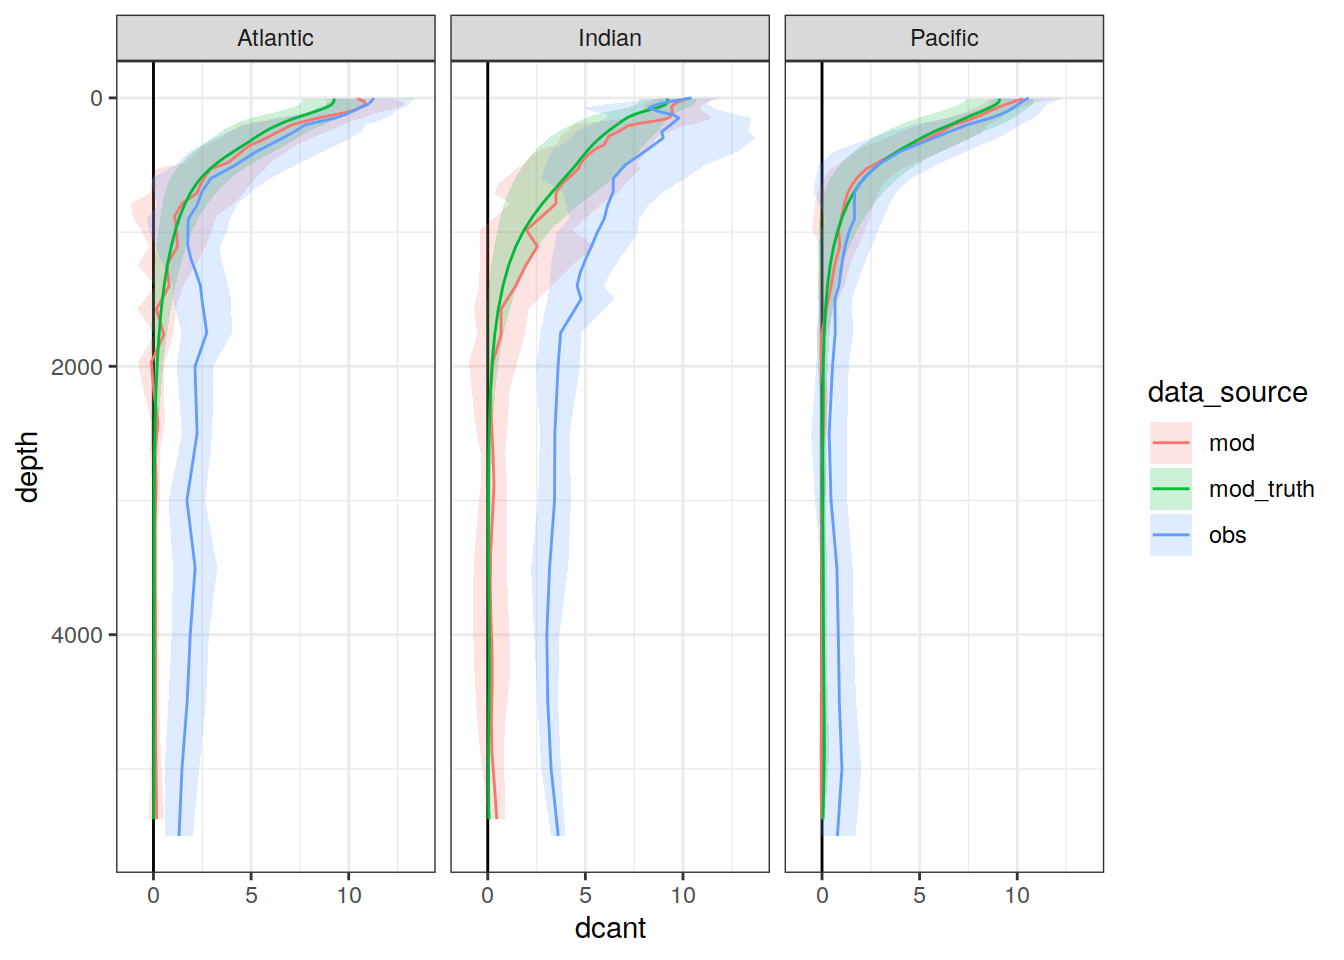 Atlantic
Indian
Pacific
0
2000
4000
depth
0 5 10
0 5 10
0 5 10
dcant
data_source
mod
mod_truth
obs